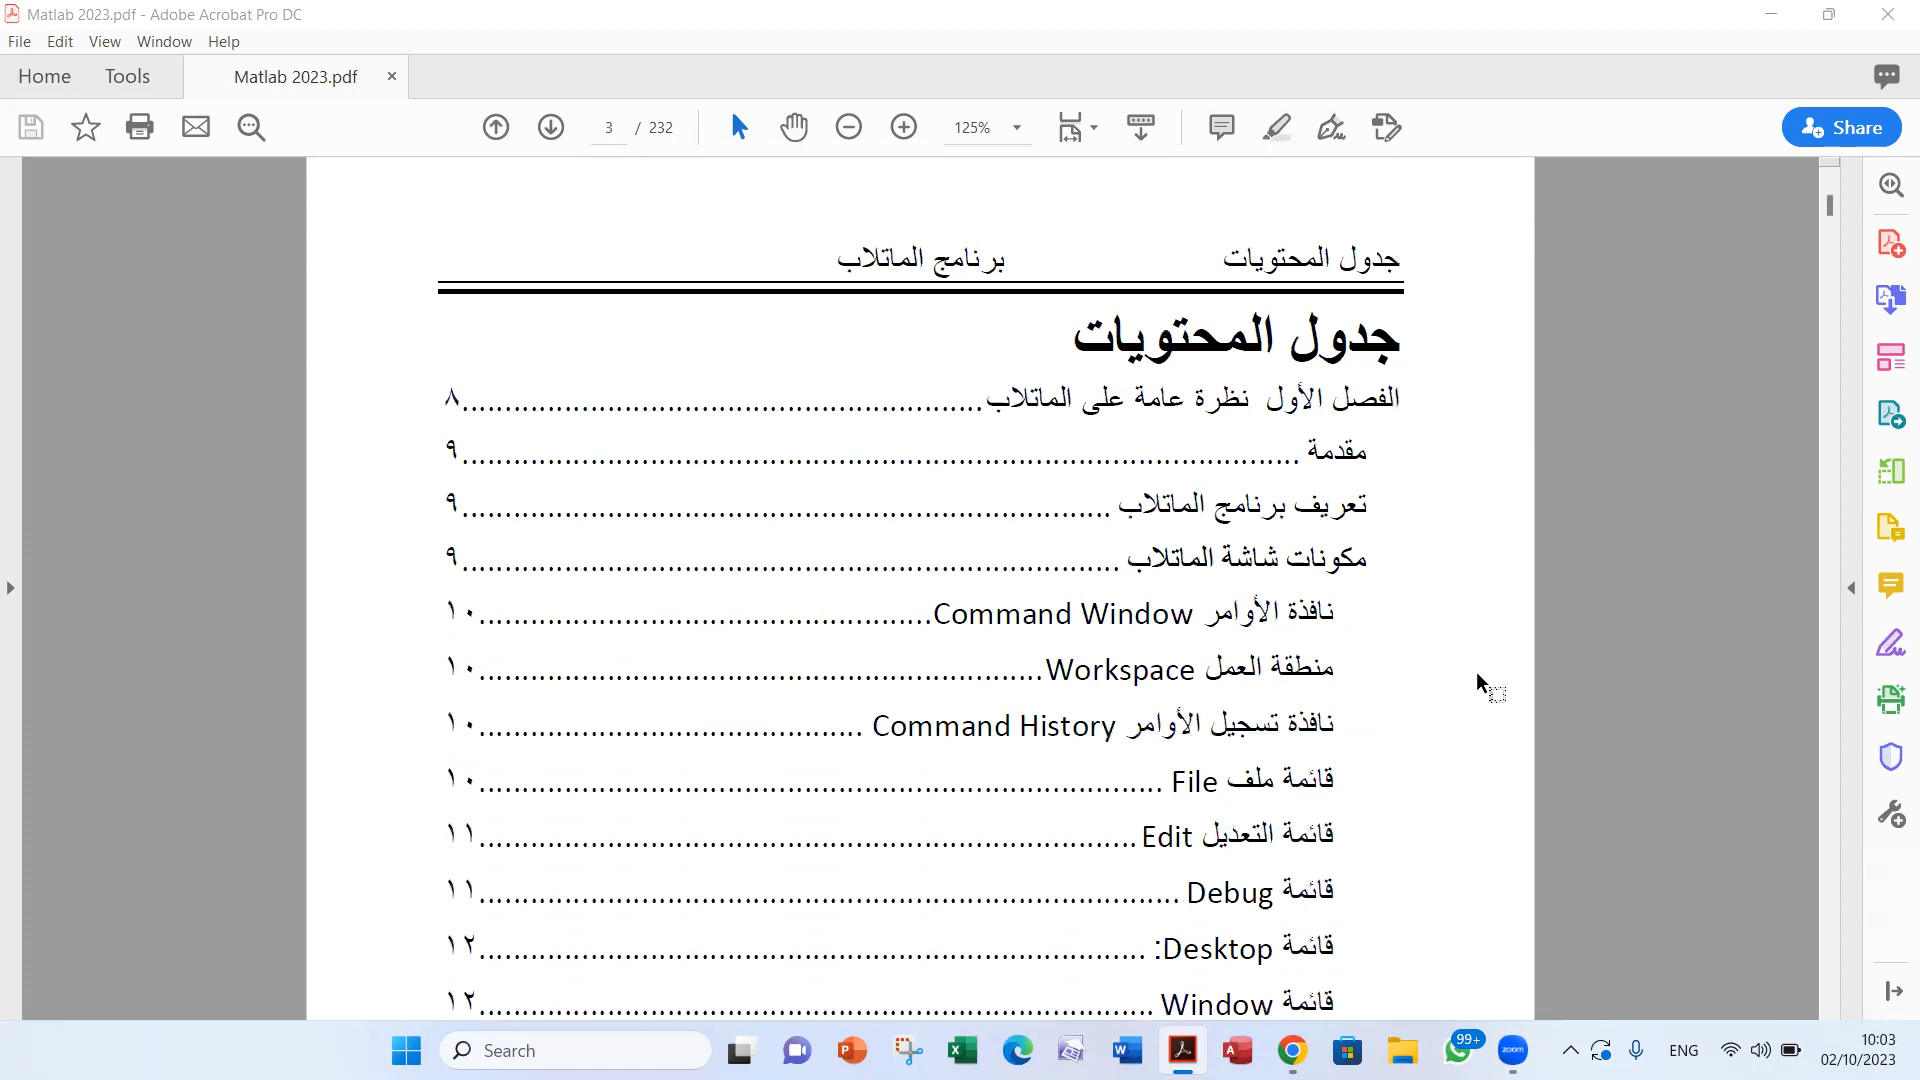 Matlab 2023.pdf - Adobe Acrobat Pro DC
File Edit View Window Help
Home Tools Matlab 2023.pdf
3 / 232 125% Share
جدول المحتويات برنامج الماتلاب
جدول المحتويات
الفصل الأول نظرة عامة على الماتلاب.................................................٨
مقدمة .................................................................................٩
تعريف برنامج الماتلاب ................................................................٩
مكونات شاشة الماتلاب ................................................................٩
نافذة الأوامر Command Window............................................١٠
منطقة العمل Workspace.......................................................١٠
نافذة تسجيل الأوامر Command History .....................................١٠
قائمة ملف File ..................................................................١٠
قائمة التعديل Edit................................................................١١
قائمة Debug .....................................................................١١
قائمة Desktop: .................................................................١٢
قائمة Window ..................................................................١٢
Search 99+ zoom ENG 10:03
02/10/2023